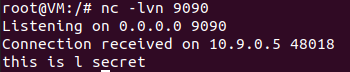 root@VM:/# nc -lvn 9090
Listening on 0.0.0.0 9090
Connection received on 10.9.0.5 48018
this is l secret